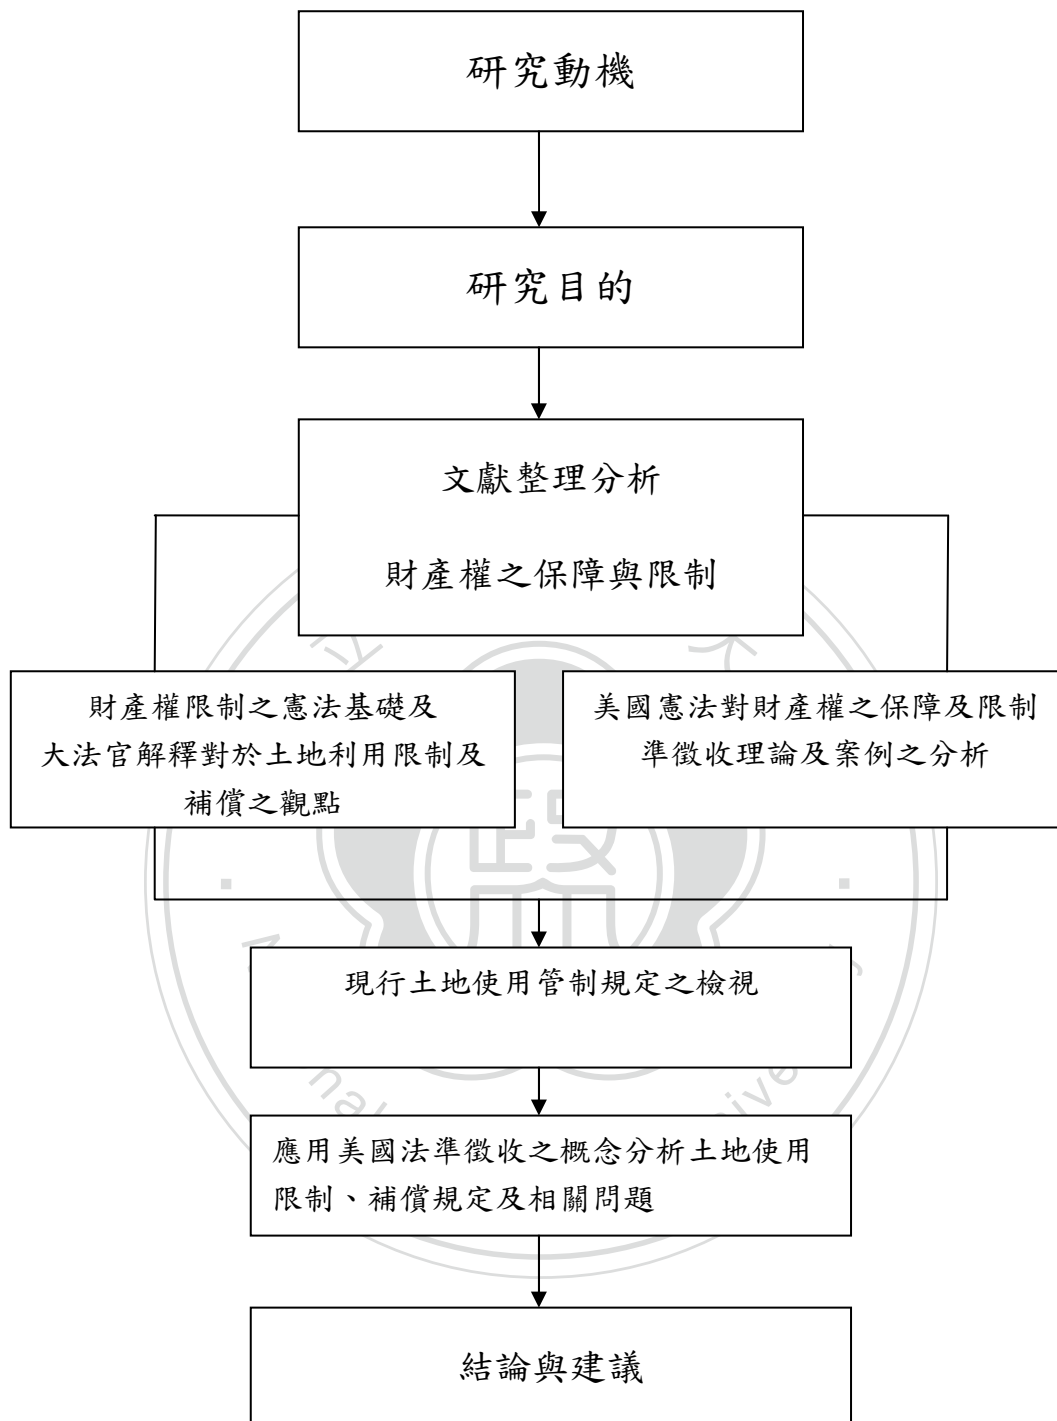 研究動機
研究目的
文獻整理分析
財產權之保障與限制
財產權限制之憲法基礎及
大法官解釋對於土地利用限制及
補償之觀點
美國憲法對財產權之保障及限制
準徵收理論及案例之分析
現行土地使用管制規定之檢視
應用美國法準徵收之概念分析土地使用
限制、補償規定及相關問題
結論與建議